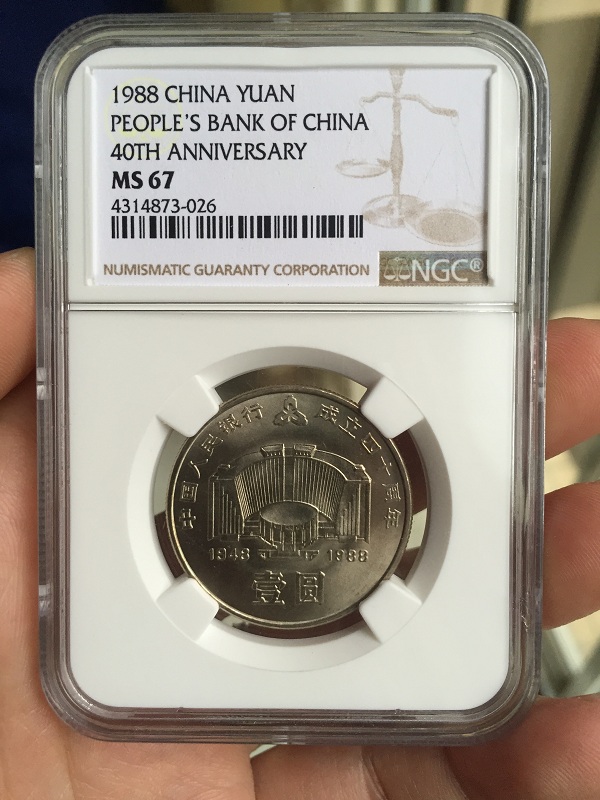 1988 CHINA YUAN
PEOPLE'S BANK OF CHINA
40TH ANNIVERSARY
MS 67
4314873-026
NUMISMATIC GUARANTY CORPORATION
NGC®
中国人民银行 成立四十周年
1948 1988
壹圆